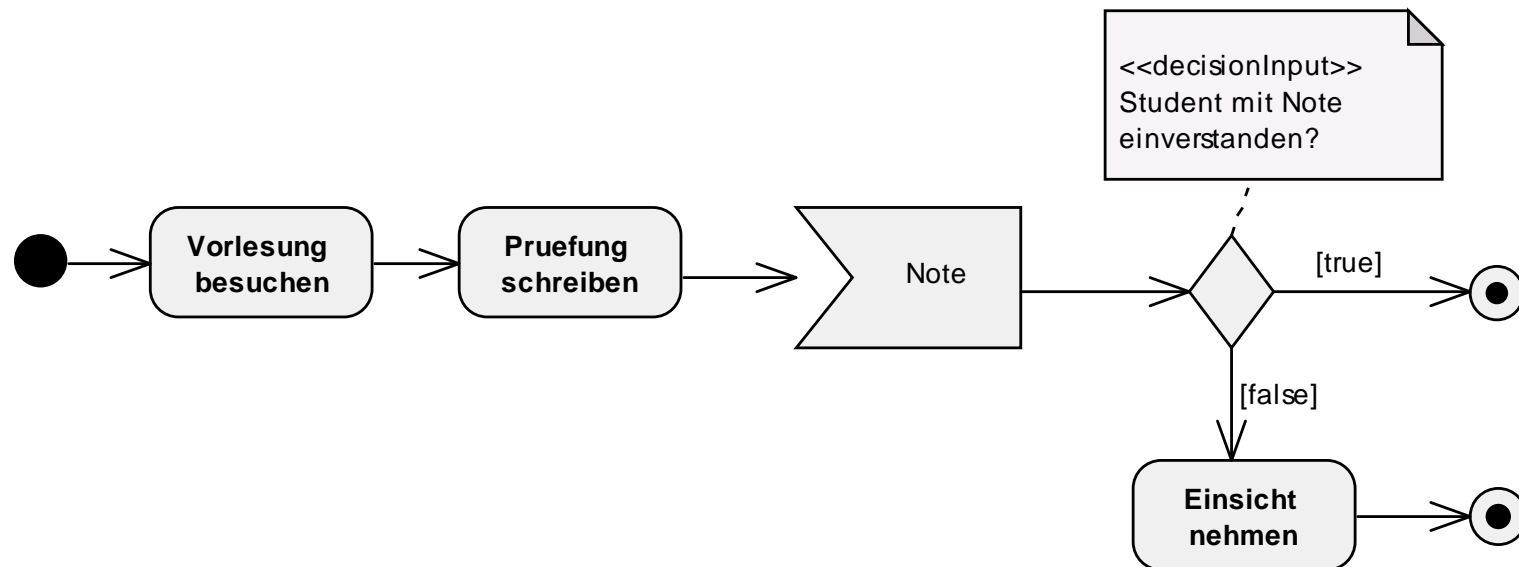 <<decisionInput>>
Student mit Note
einverstanden?
Vorlesung
besuchen
Pruefung
schreiben
Note
[true]
[false]
Einsicht
nehmen